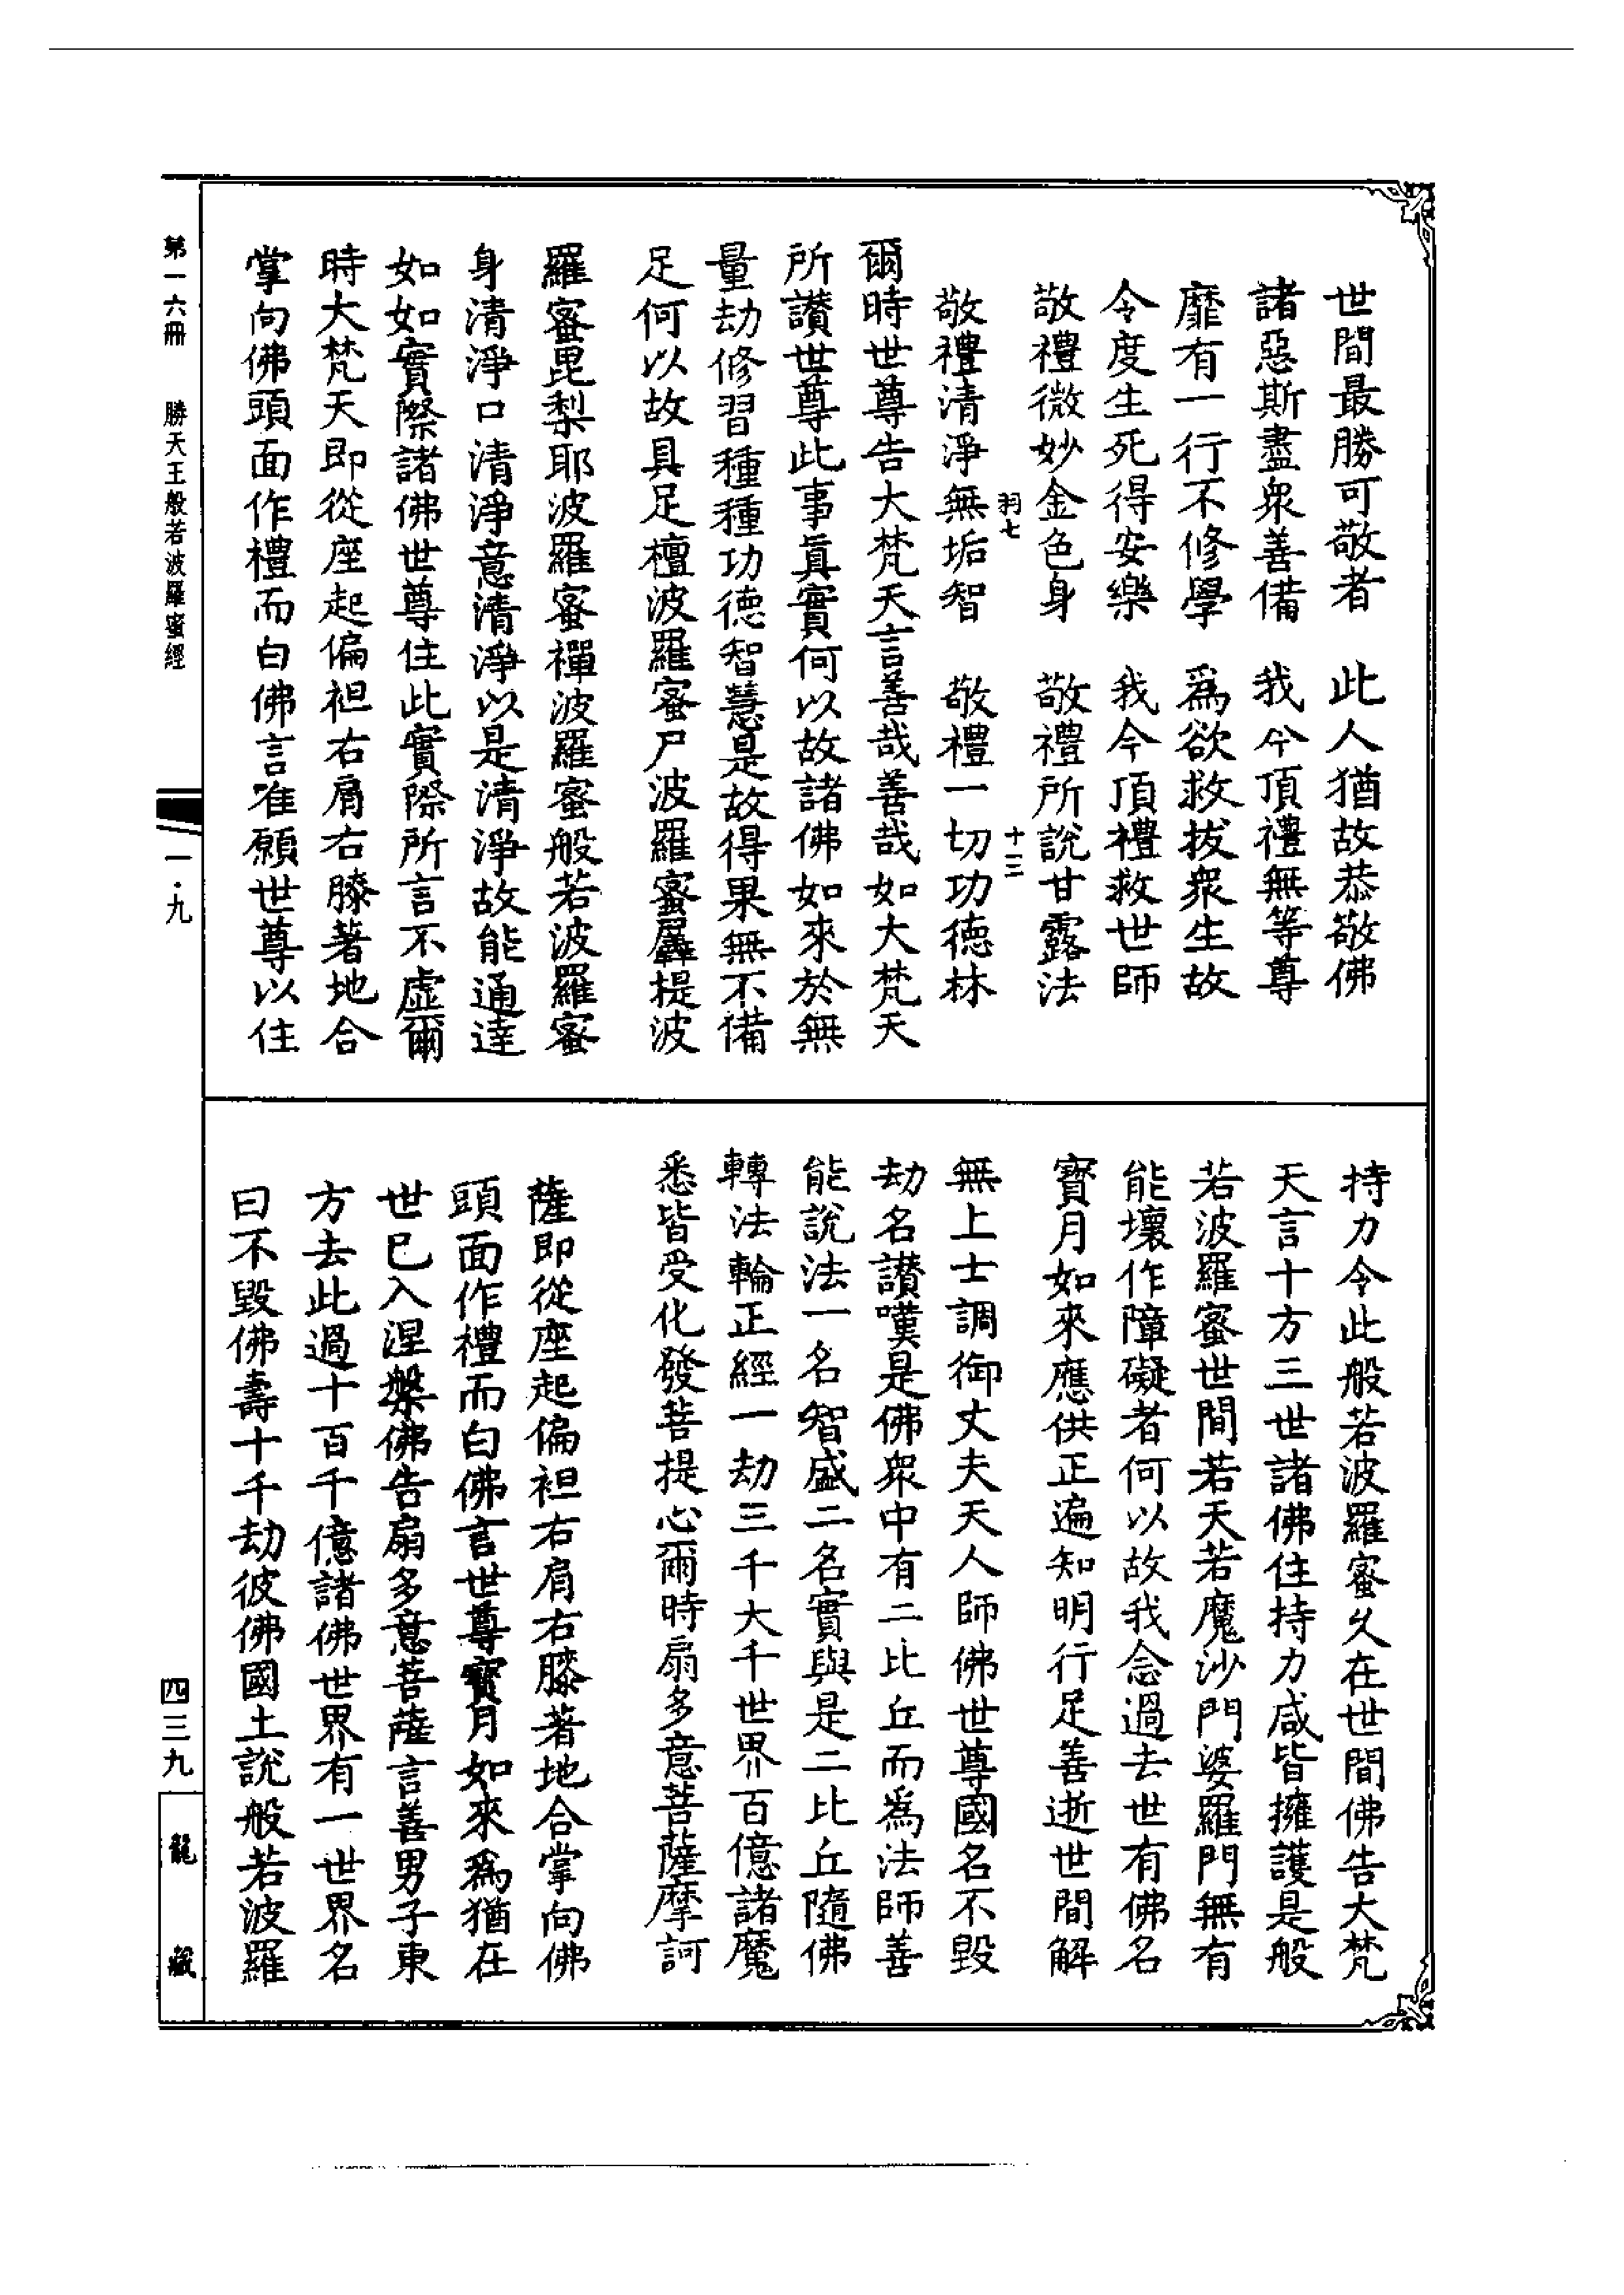 世間最勝可敬者　此人猶故恭敬佛
諸惡斯盡衆善備　我今頂禮無等尊
靡有一行不修學　爲欲救拔衆生故
令度生死得安樂　我今頂禮救世師
敬禮微妙金色身　敬禮所說甘露法
羽七　十三
敬禮清淨無垢智　敬禮一切功德林
爾時世尊告大梵天言善哉善哉如大梵天
所讚世尊此事眞實何以故諸佛如來於無
量劫修習種種功德智慧是故得果無不備
足何以故具足檀波羅蜜尸波羅蜜羼提波
羅蜜毘梨耶波羅蜜禪波羅蜜般若波羅蜜
身清淨口清淨意清淨以是清淨故能通達
如如實際諸佛世尊住此實際所言不虛爾
時大梵天即從座起偏袒右肩右膝著地合
掌向佛頭面作禮而白佛言唯願世尊以住
持力令此般若波羅蜜久在世間佛告大梵
天言十方三世諸佛住持力咸皆擁護是般
若波羅蜜世間若天若魔沙門婆羅門無有
能壞作障礙者何以故我念過去世有佛名
寶月如來應供正遍知明行足善逝世間解
無上士調御丈夫天人師佛世尊國名不毀
劫名讚嘆是佛衆中有二比丘而爲法師善
能說法一名智盛二名實與是二比丘隨佛
轉法輪正經一劫三千大千世界百億諸魔
悉皆受化發菩提心爾時扇多意菩薩摩訶
薩即從座起偏袒右肩右膝著地合掌向佛
頭面作禮而白佛言世尊寶月如來爲猶在
世已入涅槃佛告扇多意菩薩言善男子東
方去此過十百千億諸佛世界有一世界名
曰不毀佛壽十千劫彼佛國土說般若波羅
第一六冊　勝天王般若波羅蜜經
一·九
四三九
龍藏